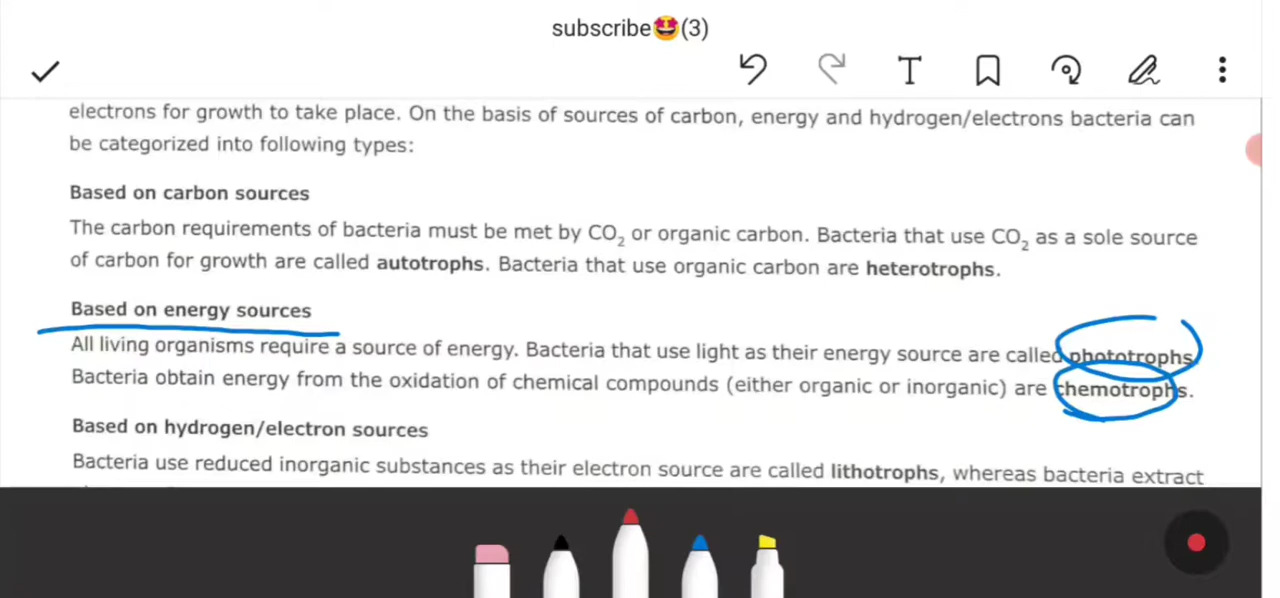 subscribe🤩(3)
T
electrons for growth to take place. On the basis of sources of carbon, energy and hydrogen/electrons bacteria can
be categorized into following types:
Based on carbon sources
The carbon requirements of bacteria must be met by CO₂ or organic carbon. Bacteria that use CO₂ as a sole source
of carbon for growth are called autotrophs. Bacteria that use organic carbon are heterotrophs.
Based on energy sources
All living organisms require a source of energy. Bacteria that use light as their energy source are called phototrophs.
Bacteria obtain energy from the oxidation of chemical compounds (either organic or inorganic) are chemotrophs.
Based on hydrogen/electron sources
Bacteria use reduced inorganic substances as their electron source are called lithotrophs, whereas bacteria extract